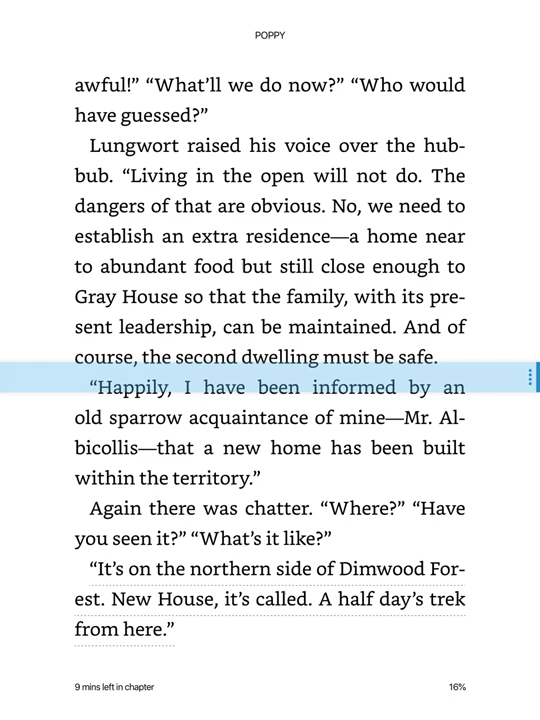 POPPY
awful!” “What’ll we do now?” “Who would
have guessed?”
Lungwort raised his voice over the hub-
bub. “Living in the open will not do. The
dangers of that are obvious. No, we need to
establish an extra residence—a home near
to abundant food but still close enough to
Gray House so that the family, with its pre-
sent leadership, can be maintained. And of
course, the second dwelling must be safe.
“Happily, I have been informed by an
old sparrow acquaintance of mine—Mr. Al-
bicollis—that a new home has been built
within the territory.”
Again there was chatter. “Where?” “Have
you seen it?” “What’s it like?”
“It’s on the northern side of Dimwood For-
est. New House, it’s called. A half day’s trek
from here.”
9 mins left in chapter
16%